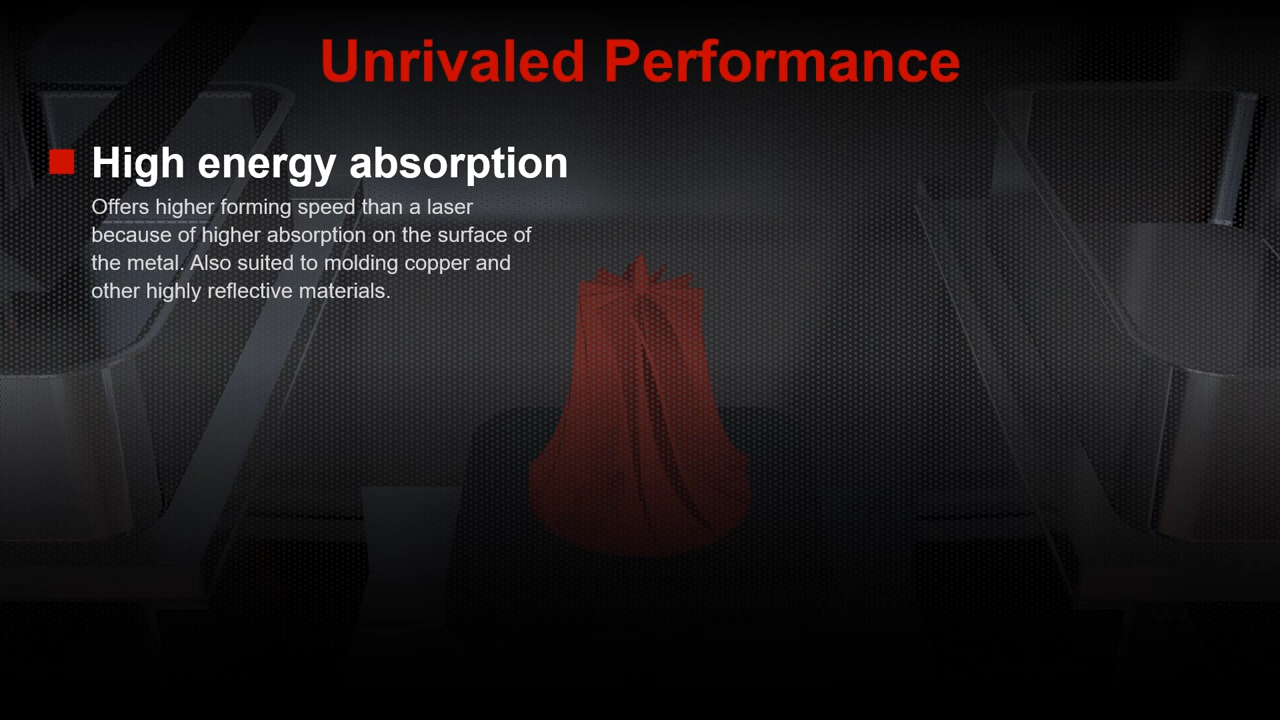 Unrivaled Performance
High energy absorption
Offers higher forming speed than a laser
because of higher absorption on the surface of
the metal. Also suited to molding copper and
other highly reflective materials.